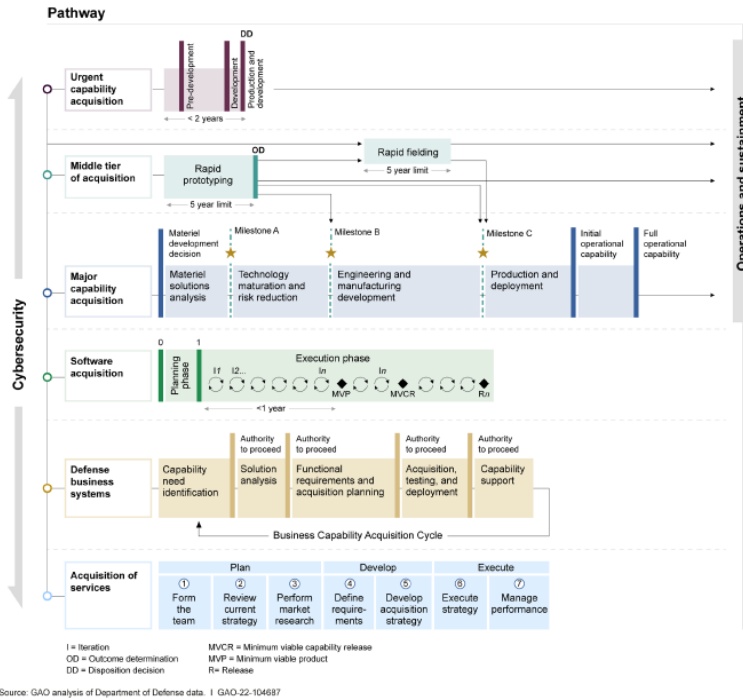 Pathway
Urgent
capability
acquisition
Pre-development
Development
DD
Production and
development
< 2 years
Middle tier
of acquisition
Rapid
prototyping
5 year limit
OD
Rapid fielding
5 year limit
Major
capability
acquisition
Materiel
development
decision
Milestone A
Milestone B
Milestone C
Initial
operational
capability
Full
operational
capability
Materiel
solutions
analysis
Technology
maturation and
risk reduction
Engineering and
manufacturing
development
Production and
deployment
Software
acquisition
0
1
Planning
phase
Execution phase
I1
I2...
In
In
MVP
MVCR
Rn
<1 year
Defense
business
systems
Capability
need
identification
Authority
to proceed
Solution
analysis
Authority
to proceed
Functional
requirements and
acquisition planning
Authority
to proceed
Acquisition,
testing, and
deployment
Authority
to proceed
Capability
support
Business Capability Acquisition Cycle
Acquisition
of services
Plan
Develop
Execute
1
Form
the
team
2
Review
current
strategy
3
Perform
market
research
4
Define
require-
ments
5
Develop
acquisition
strategy
6
Execute
strategy
7
Manage
performance
Cybersecurity
Operations and sustainment
I = Iteration
OD = Outcome determination
DD = Disposition decision
MVCR = Minimum viable capability release
MVP = Minimum viable product
R= Release
Source: GAO analysis of Department of Defense data. I GAO-22-104687